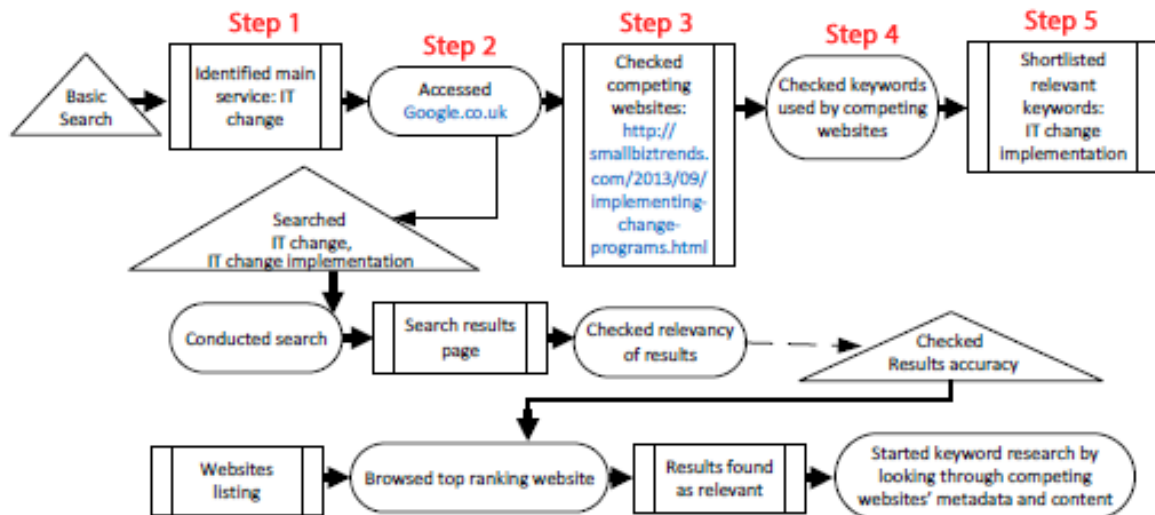 Step 1
Step 2
Step 3
Step 4
Step 5
Basic
Search
Identified main
service: IT
change
Accessed
Google.co.uk
Checked
competing
websites:
http://
smallbiztrends.
com/2013/09/
implementing-
change-
programs.html
Checked keywords
used by competing
websites
Shortlisted
relevant
keywords:
IT change
implementation
Searched
IT change,
IT change implementation
Conducted search
Search results
page
Checked relevancy
of results
Checked
Results accuracy
Websites
listing
Browsed top ranking website
Results found
as relevant
Started keyword research by
looking through competing
websites' metadata and content